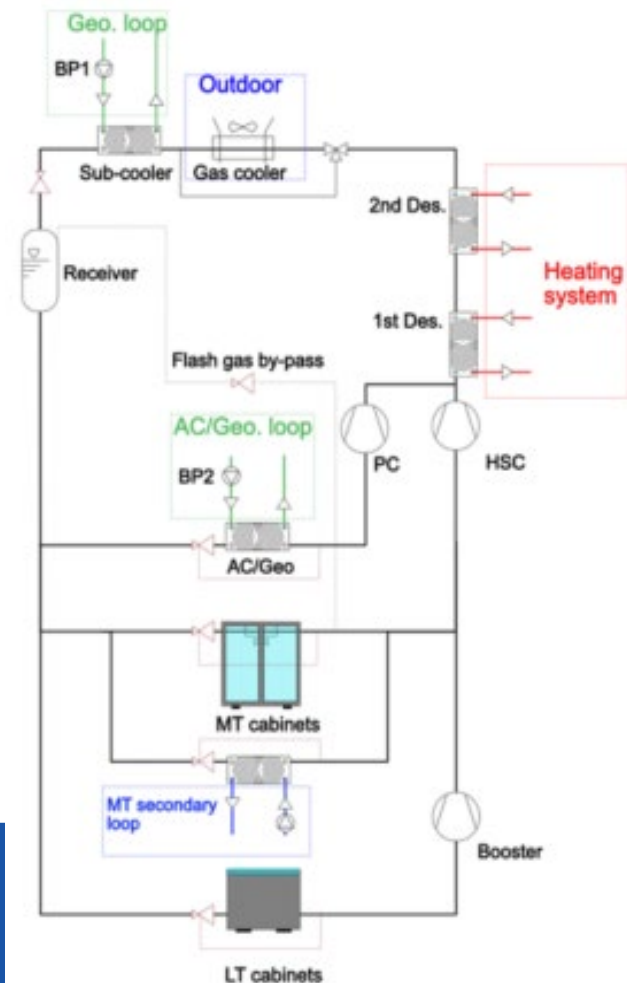 Geo. loop
BP1
Outdoor
Sub-cooler
Gas cooler
2nd Des.
Receiver
Heating
system
1st Des.
Flash gas by-pass
AC/Geo. loop
BP2
PC
HSC
AC/Geo
MT cabinets
MT secondary
loop
Booster
LT cabinets